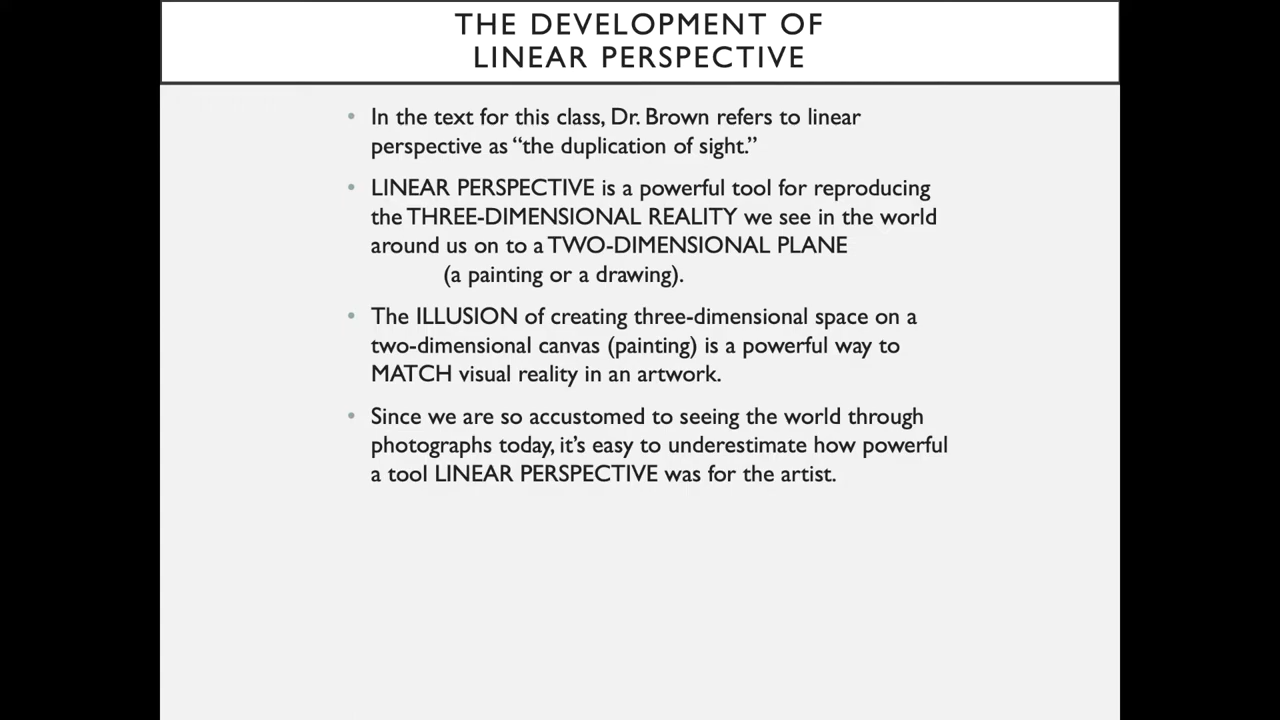 THE DEVELOPMENT OF
LINEAR PERSPECTIVE
• In the text for this class, Dr. Brown refers to linear
perspective as “the duplication of sight.”
• LINEAR PERSPECTIVE is a powerful tool for reproducing
the THREE-DIMENSIONAL REALITY we see in the world
around us on to a TWO-DIMENSIONAL PLANE
(a painting or a drawing).
• The ILLUSION of creating three-dimensional space on a
two-dimensional canvas (painting) is a powerful way to
MATCH visual reality in an artwork.
• Since we are so accustomed to seeing the world through
photographs today, it’s easy to underestimate how powerful
a tool LINEAR PERSPECTIVE was for the artist.